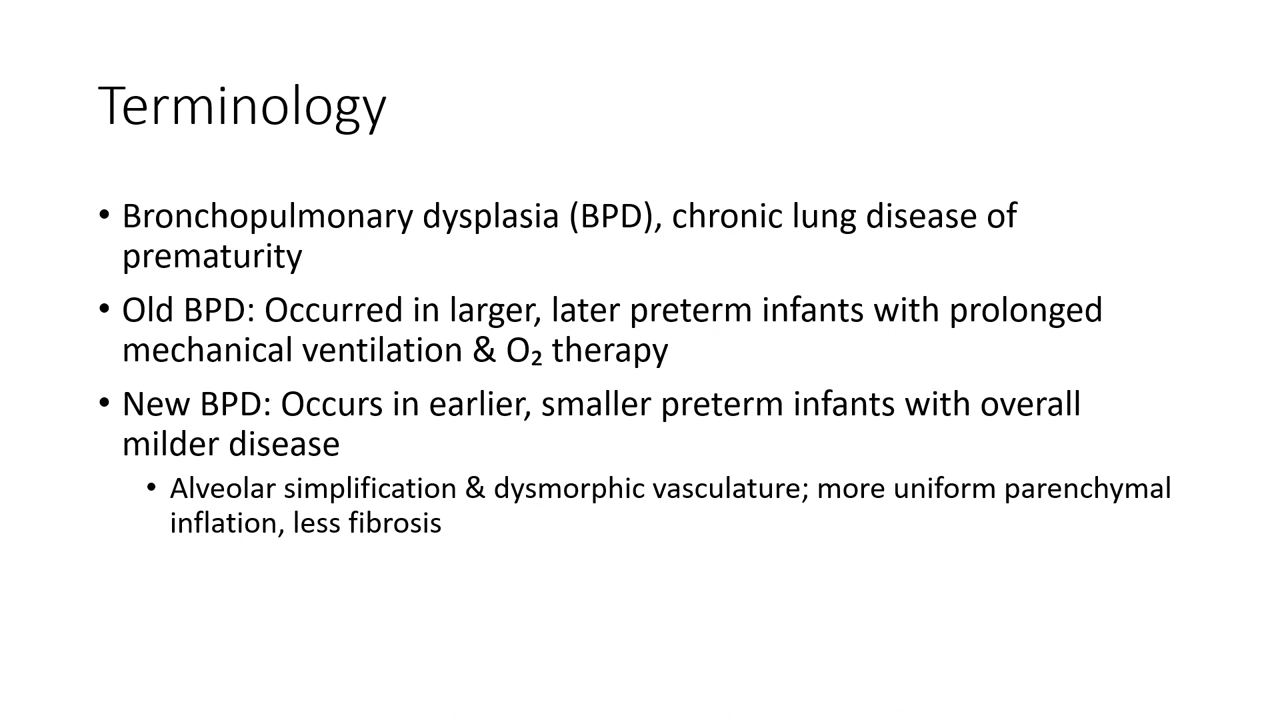 Terminology
• Bronchopulmonary dysplasia (BPD), chronic lung disease of
prematurity
• Old BPD: Occurred in larger, later preterm infants with prolonged
mechanical ventilation & O₂ therapy
• New BPD: Occurs in earlier, smaller preterm infants with overall
milder disease
• Alveolar simplification & dysmorphic vasculature; more uniform parenchymal
inflation, less fibrosis